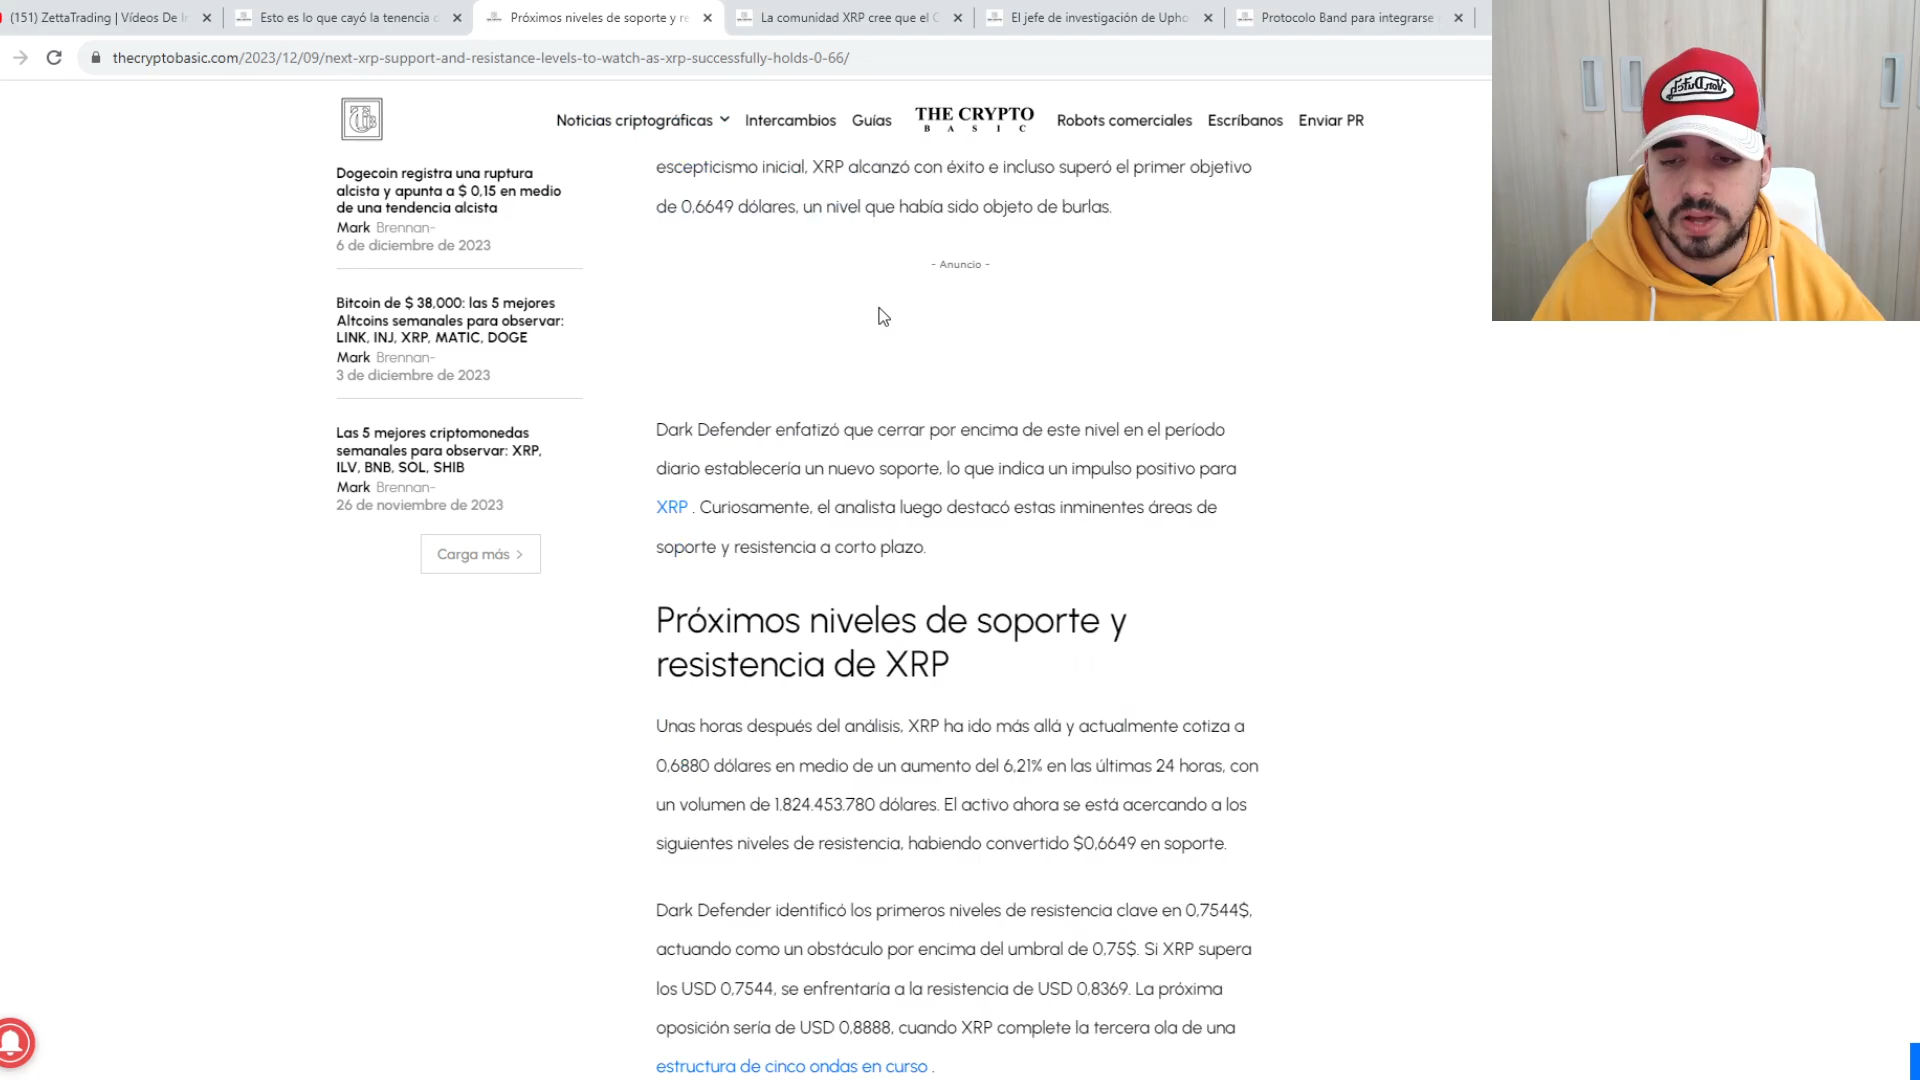 (151) ZettaTrading | Vídeos De In
Esto es lo que cayó la tenencia d
Próximos niveles de soporte y re
La comunidad XRP cree que el C
El jefe de investigación de Upho
Protocolo Band para integrarse
thecryptobasic.com/2023/12/09/next-xrp-support-and-resistance-levels-to-watch-as-xrp-successfully-holds-0-66/
Noticias criptográficas
Intercambios
Guías
THE CRYPTO
BASIC
Robots comerciales
Escríbanos
Enviar PR
Dogecoin registra una ruptura
alcista y apunta a $ 0,15 en medio
de una tendencia alcista
Mark Brennan-
6 de diciembre de 2023
Bitcoin de $ 38,000: las 5 mejores
Altcoins semanales para observar:
LINK, INJ, XRP, MATIC, DOGE
Mark Brennan-
3 de diciembre de 2023
Las 5 mejores criptomonedas
semanales para observar: XRP,
ILV, BNB, SOL, SHIB
Mark Brennan-
26 de noviembre de 2023
Carga más >
escepticismo inicial, XRP alcanzó con éxito e incluso superó el primer objetivo
de 0,6649 dólares, un nivel que había sido objeto de burlas.
- Anuncio -
Dark Defender enfatizó que cerrar por encima de este nivel en el período
diario establecería un nuevo soporte, lo que indica un impulso positivo para
XRP . Curiosamente, el analista luego destacó estas inminentes áreas de
soporte y resistencia a corto plazo.
Próximos niveles de soporte y
resistencia de XRP
Unas horas después del análisis, XRP ha ido más allá y actualmente cotiza a
0,6880 dólares en medio de un aumento del 6,21% en las últimas 24 horas, con
un volumen de 1.824.453.780 dólares. El activo ahora se está acercando a los
siguientes niveles de resistencia, habiendo convertido $0,6649 en soporte.
Dark Defender identificó los primeros niveles de resistencia clave en 0,7544$,
actuando como un obstáculo por encima del umbral de 0,75$. Si XRP supera
los USD 0,7544, se enfrentaría a la resistencia de USD 0,8369. La próxima
oposición sería de USD 0,8888, cuando XRP complete la tercera ola de una
estructura de cinco ondas en curso .